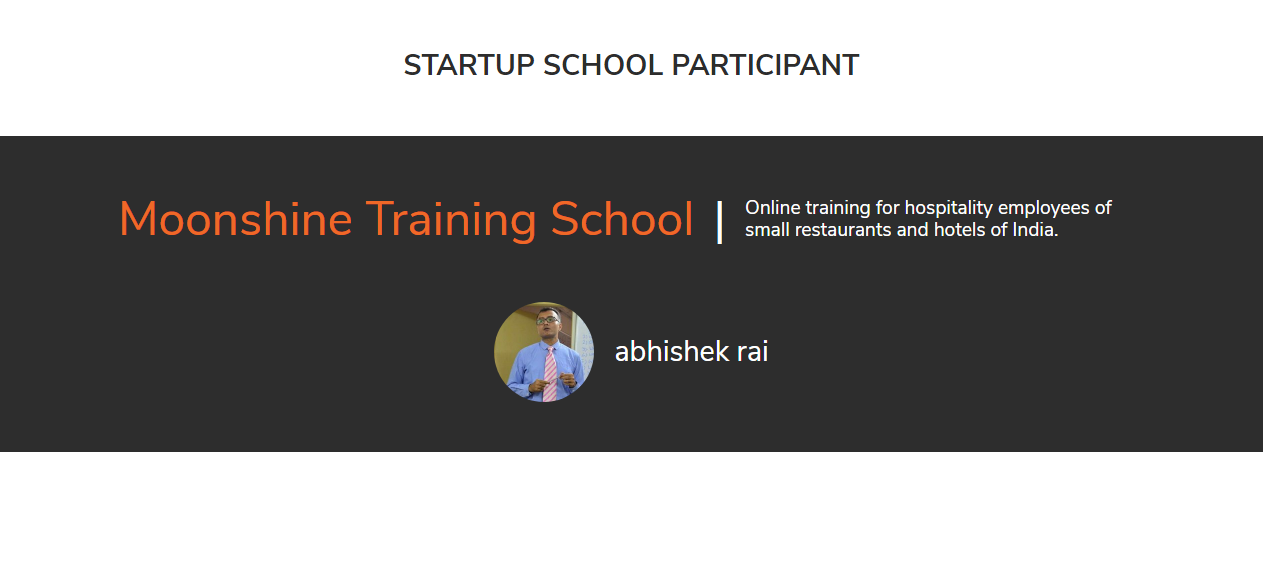 STARTUP SCHOOL PARTICIPANT
Moonshine Training School |
Online training for hospitality employees of
small restaurants and hotels of India.
abhishek rai